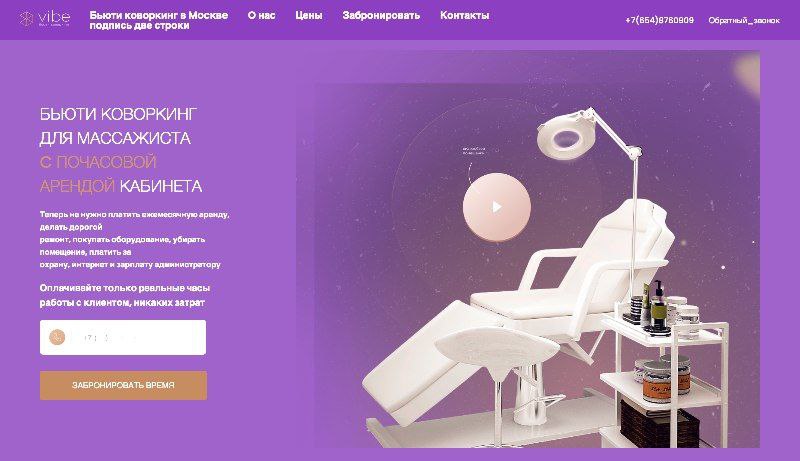 vibe
Бьюти коворкинг в Москве
подпись две строки
О нас
Цены
Забронировать
Контакты
+7(654)8760909
Обратный_звонок
БЬЮТИ КОВОРКИНГ
ДЛЯ МАССАЖИСТА
С ПОЧАСОВОЙ
АРЕНДОЙ КАБИНЕТА
Теперь не нужно платить ежемесячную аранду,
делать дорогой
ремонт, покупать оборудование, убирать
помещение, платить за
охрану, интернет и зарплату администратору
Оплачивайте только реальные часы
работы с клиентом, никаких затрат
ЗАБРОНИРОВАТЬ ВРЕМЯ